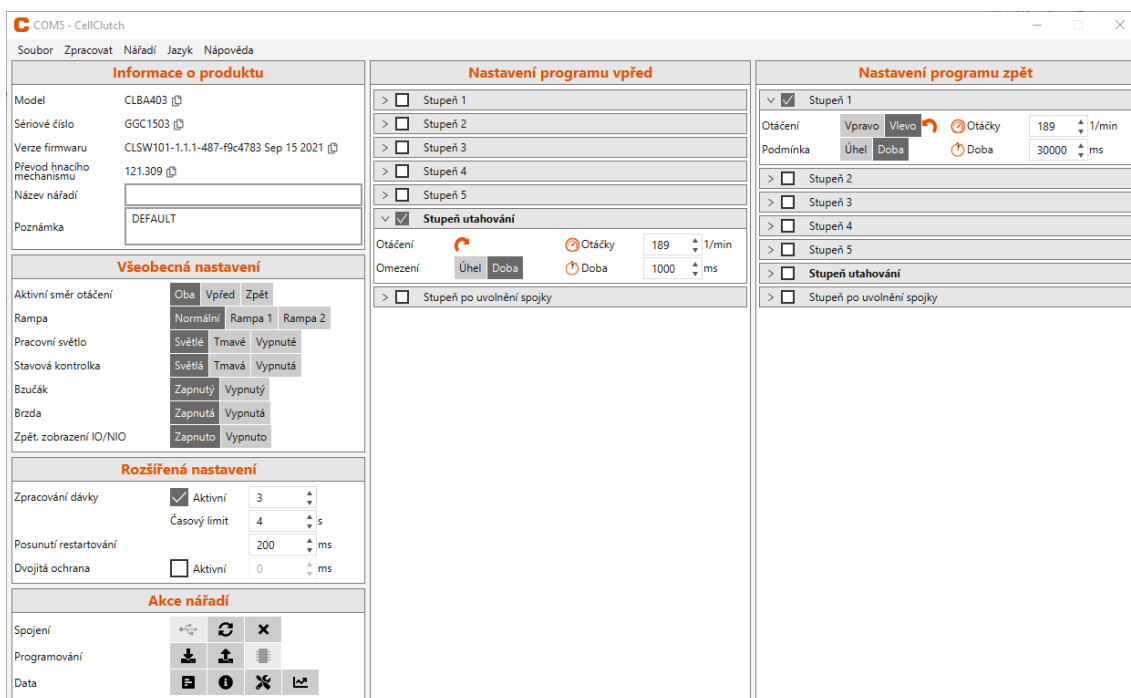 COM5 - CellClutch
Soubor Zpracovat Nářadí Jazyk Nápověda
Informace o produktu
Model CLBA403
Sériové číslo GGC1503
Verze firmwaru CLSW101-1.1.1-487-f9c4783 Sep 15 2021
Převod hnacího
mechanismu 121.309
Název nářadí
Poznámka DEFAULT
Všeobecná nastavení
Aktivní směr otáčení Oba Vpřed Zpět
Rampa Normální Rampa 1 Rampa 2
Pracovní světlo Světlé Tmavé Vypnuté
Stavová kontrolka Světlá Tmavá Vypnutá
Bzučák Zapnutý Vypnutý
Brzda Zapnutá Vypnutá
Zpět. zobrazení IO/NIO Zapnuto Vypnuto
Rozšířená nastavení
Zpracování dávky Aktivní 3
Časový limit 4 s
Posunutí restartování 200 ms
Dvojitá ochrana Aktivní 0 ms
Akce nářadí
Spojení
Programování
Data
Nastavení programu vpřed
Stupeň 1
Stupeň 2
Stupeň 3
Stupeň 4
Stupeň 5
Stupeň utahování
Otáčení Otáčky 189 1/min
Omezení Úhel Doba Doba 1000 ms
Stupeň po uvolnění spojky
Nastavení programu zpět
Stupeň 1
Otáčení Vpravo Vlevo Otáčky 189 1/min
Podmínka Úhel Doba Doba 30000 ms
Stupeň 2
Stupeň 3
Stupeň 4
Stupeň 5
Stupeň utahování
Stupeň po uvolnění spojky